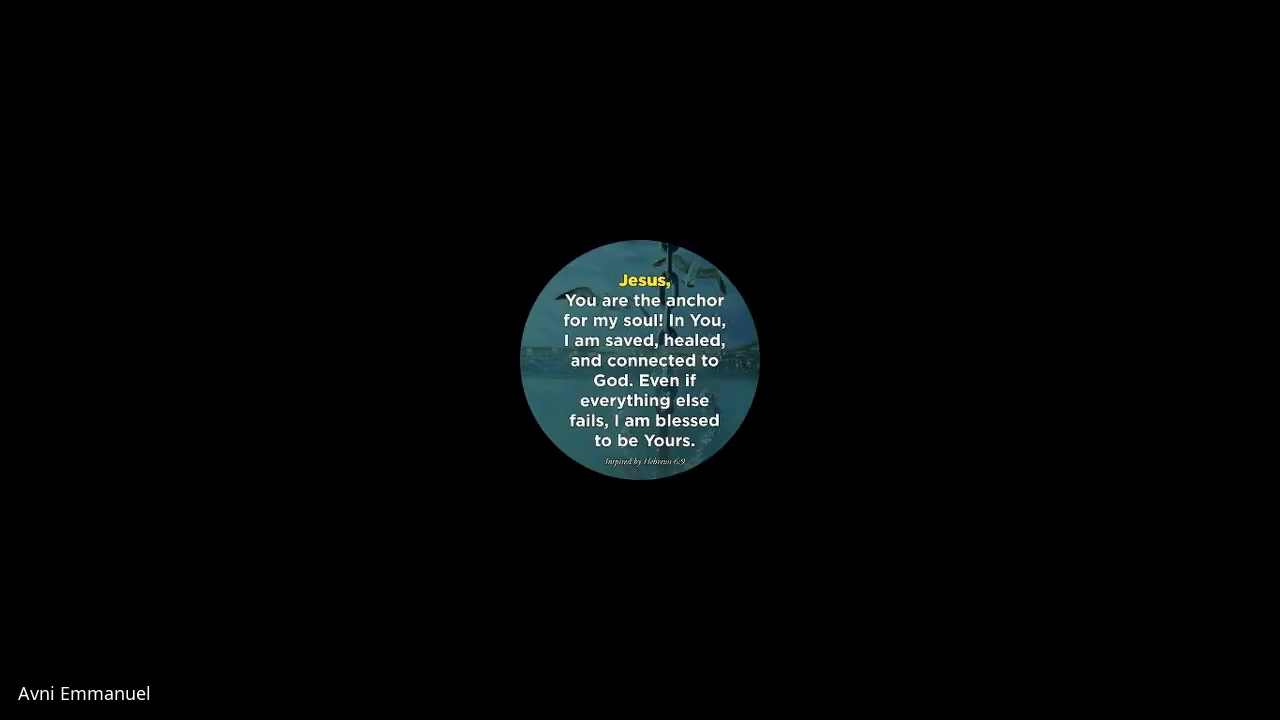 Jesus,
You are the anchor
for my soul! In You,
I am saved, healed,
and connected to
God. Even if
everything else
fails, I am blessed
to be Yours.
Inspired by Hebrews 6:9
Avni Emmanuel